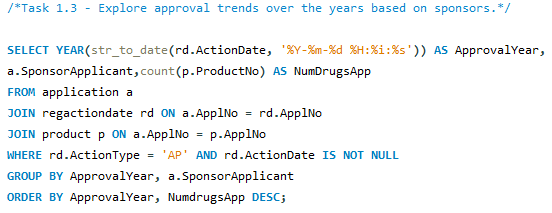 /*Task 1.3 - Explore approval trends over the years based on sponsors.*/
SELECT YEAR(str_to_date(rd.ActionDate, '%Y-%m-%d %H:%i:%s')) AS ApprovalYear,
a.SponsorApplicant,count(p.ProductNo) AS NumDrugsApp
FROM application a
JOIN regactiondate rd ON a.ApplNo = rd.ApplNo
JOIN product p ON a.ApplNo = p.ApplNo
WHERE rd.ActionType = 'AP' AND rd.ActionDate IS NOT NULL
GROUP BY ApprovalYear, a.SponsorApplicant
ORDER BY ApprovalYear, NumdrugsApp DESC;